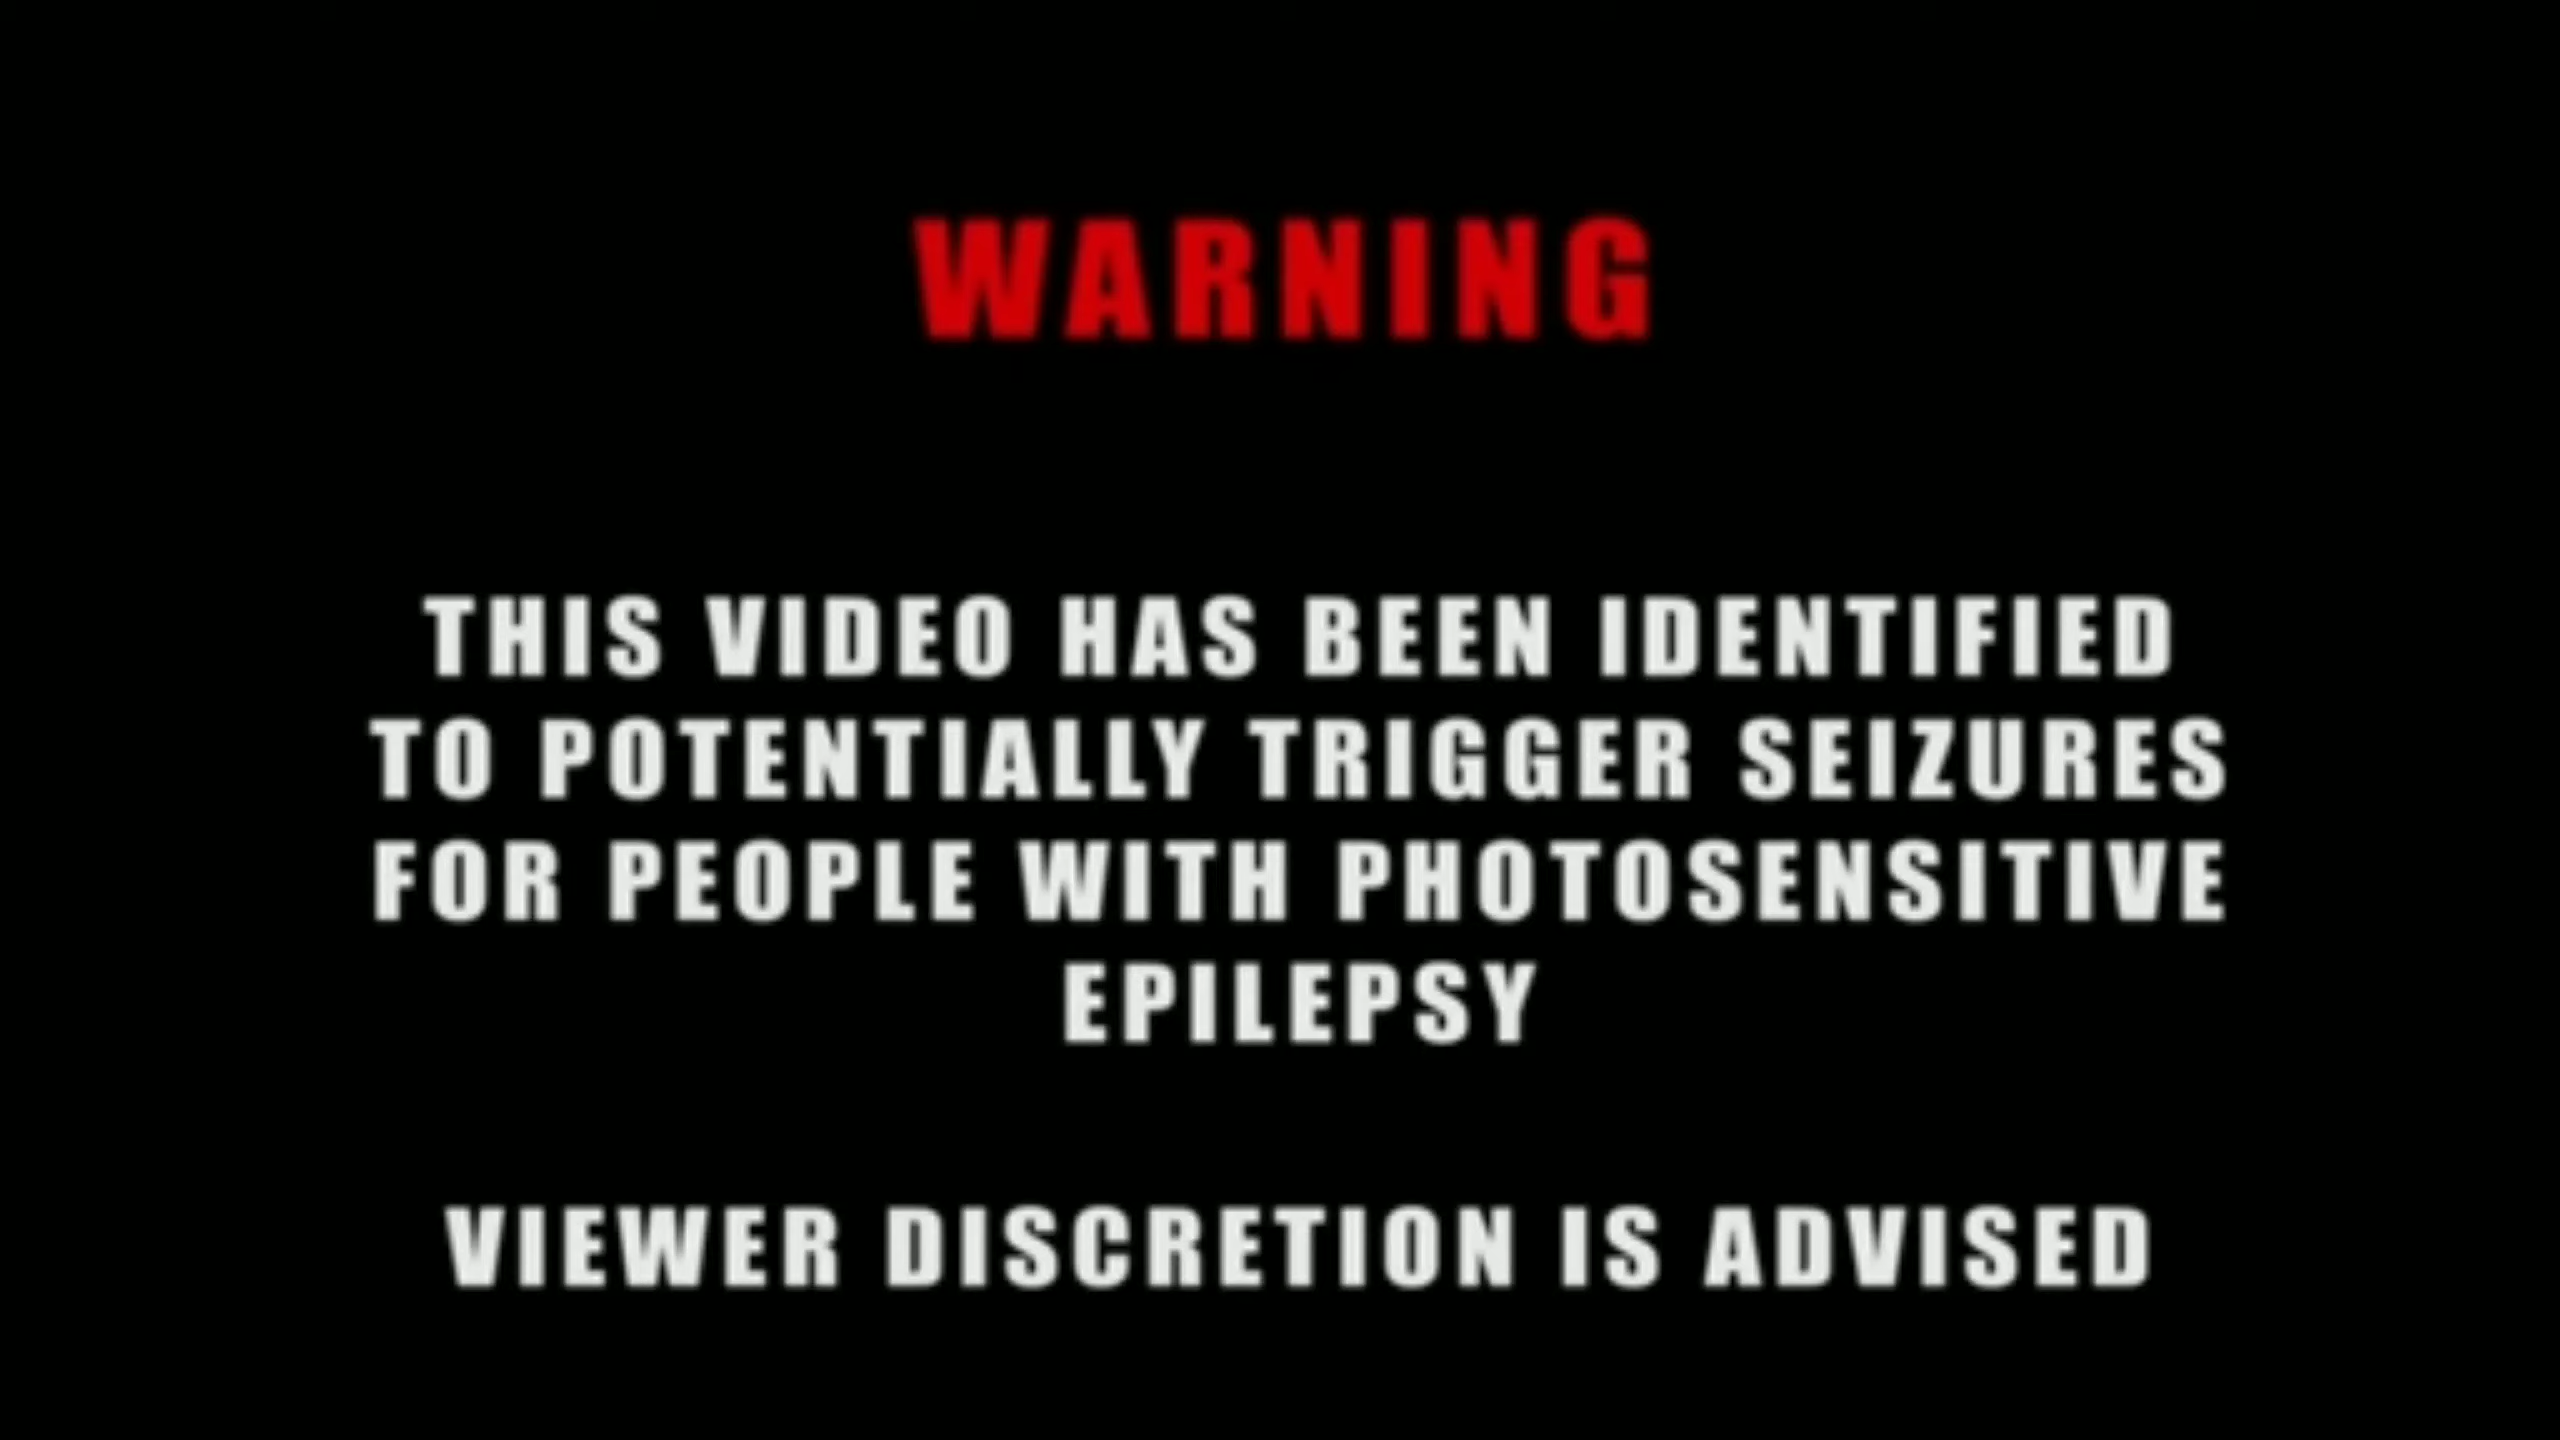 WARNING
THIS VIDEO HAS BEEN IDENTIFIED
TO POTENTIALLY TRIGGER SEIZURES
FOR PEOPLE WITH PHOTOSENSITIVE
EPILEPSY
VIEWER DISCRETION IS ADVISED